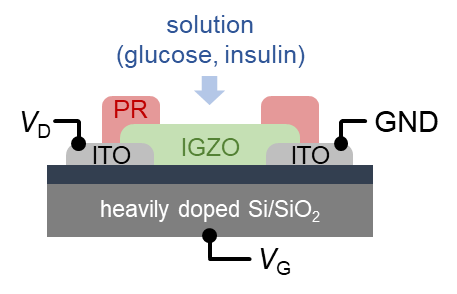 solution
(glucose, insulin)
PR
V_D
GND
ITO
IGZO
ITO
heavily doped Si/SiO₂
V_G